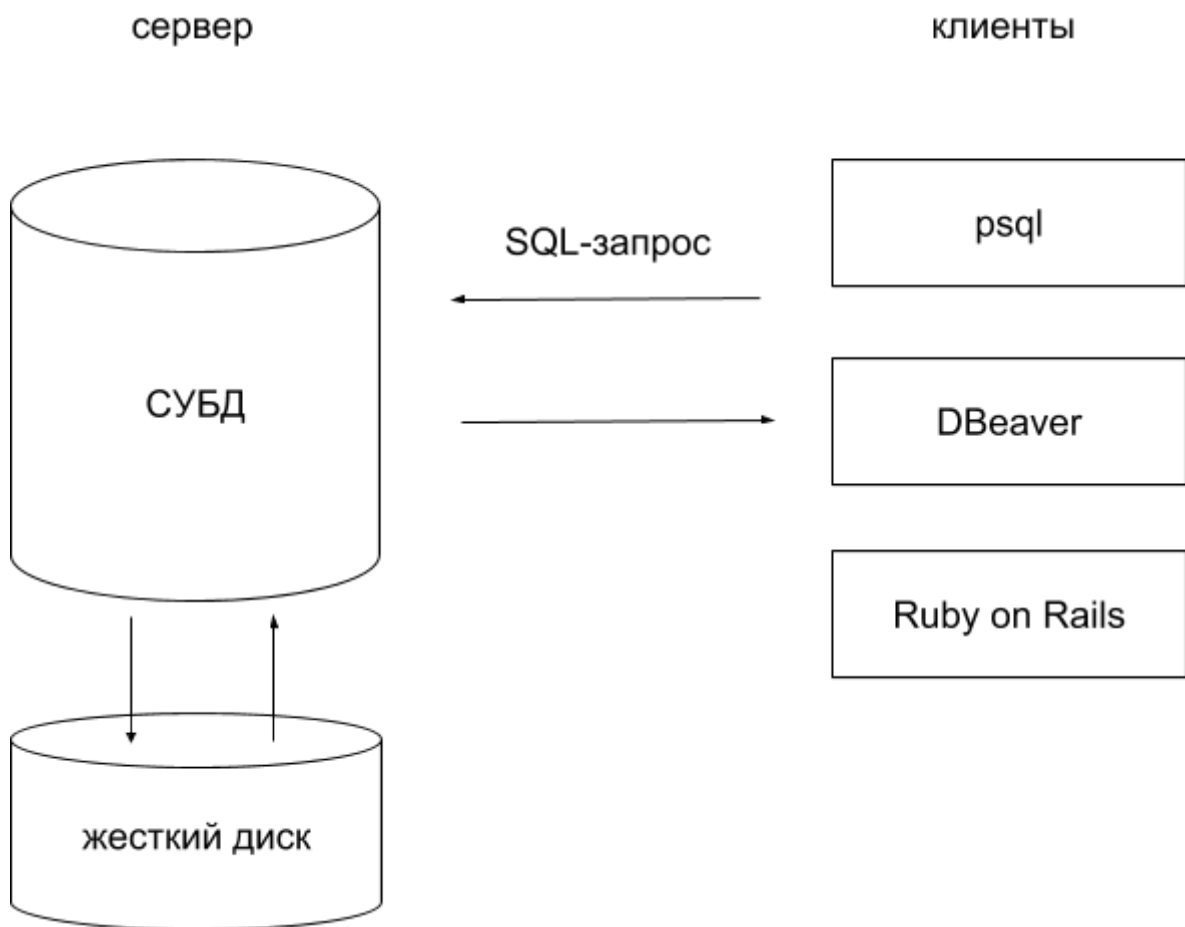 сервер
клиенты
SQL-запрос
psql
СУБД
DBeaver
Ruby on Rails
жесткий диск